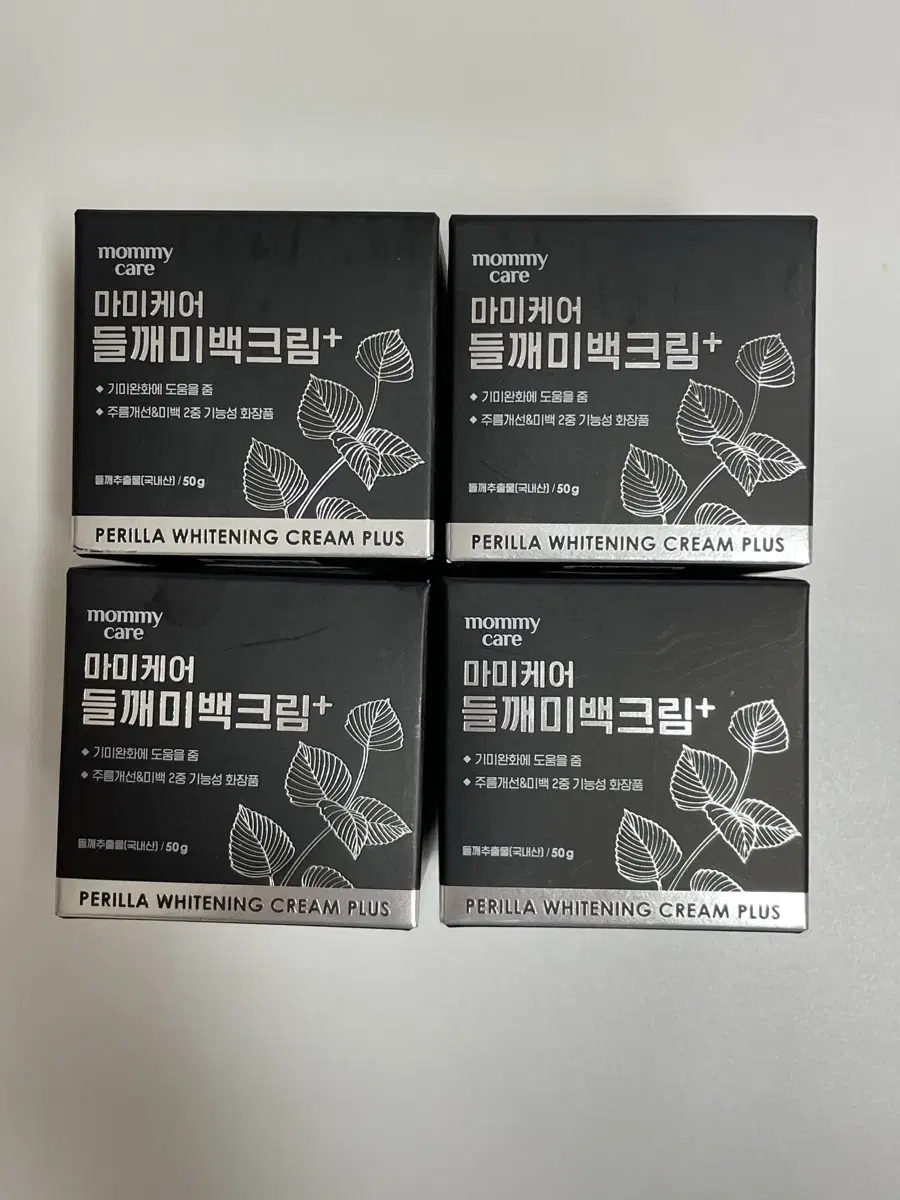 mommy
care
마미케어
들깨미백크림+
◆ 기미완화에 도움을 줌
◆ 주름개선&미백 2중 기능성 화장품
들깨추출물(국내산) / 50g
PERILLA WHITENING CREAM PLUS
mommy
care
마미케어
들깨미백크림+
◆ 기미완화에 도움을 줌
◆ 주름개선&미백 2중 기능성 화장품
들깨추출물(국내산) / 50g
PERILLA WHITENING CREAM PLUS
mommy
care
마미케어
들깨미백크림+
◆ 기미완화에 도움을 줌
◆ 주름개선&미백 2중 기능성 화장품
들깨추출물(국내산) / 50g
PERILLA WHITENING CREAM PLUS
mommy
care
마미케어
들깨미백크림+
◆ 기미완화에 도움을 줌
◆ 주름개선&미백 2중 기능성 화장품
들깨추출물(국내산) / 50g
PERILLA WHITENING CREAM PLUS